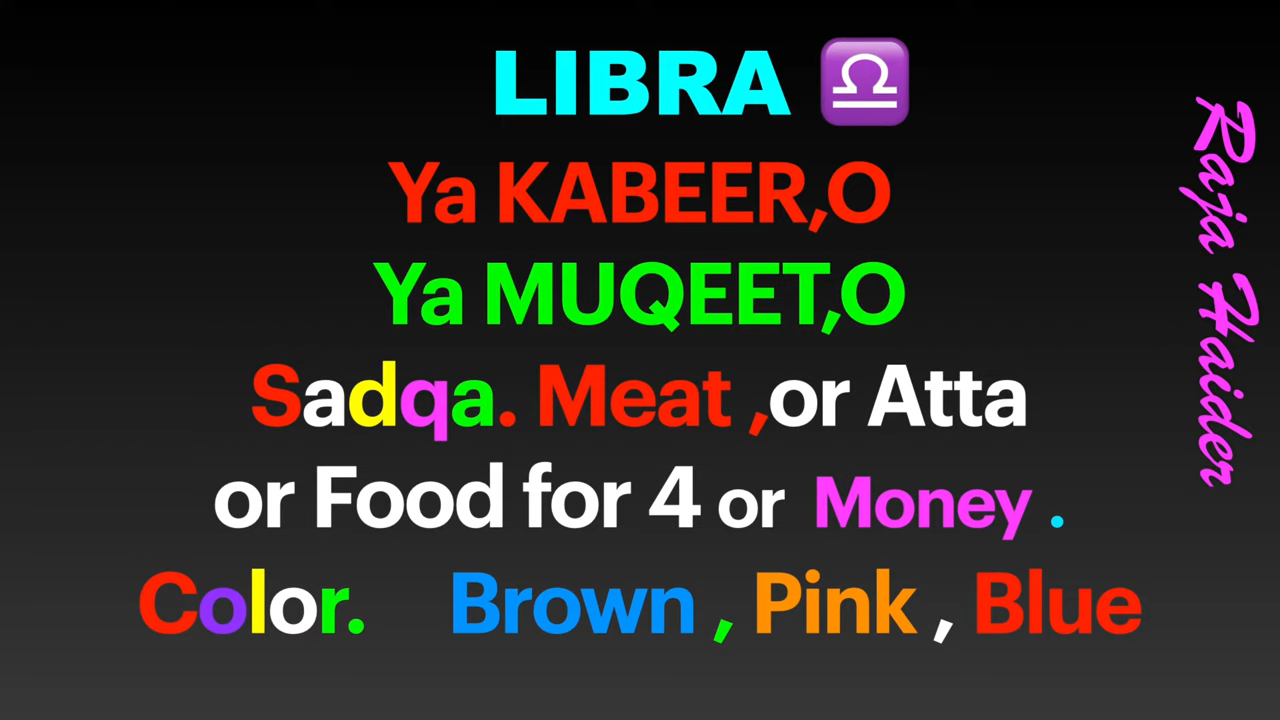 LIBRA ♎
Ya KABEER,O
Ya MUQEET,O
Sadqa. Meat ,or Atta
or Food for 4 or Money .
Color. Brown , Pink , Blue
Raja Haider